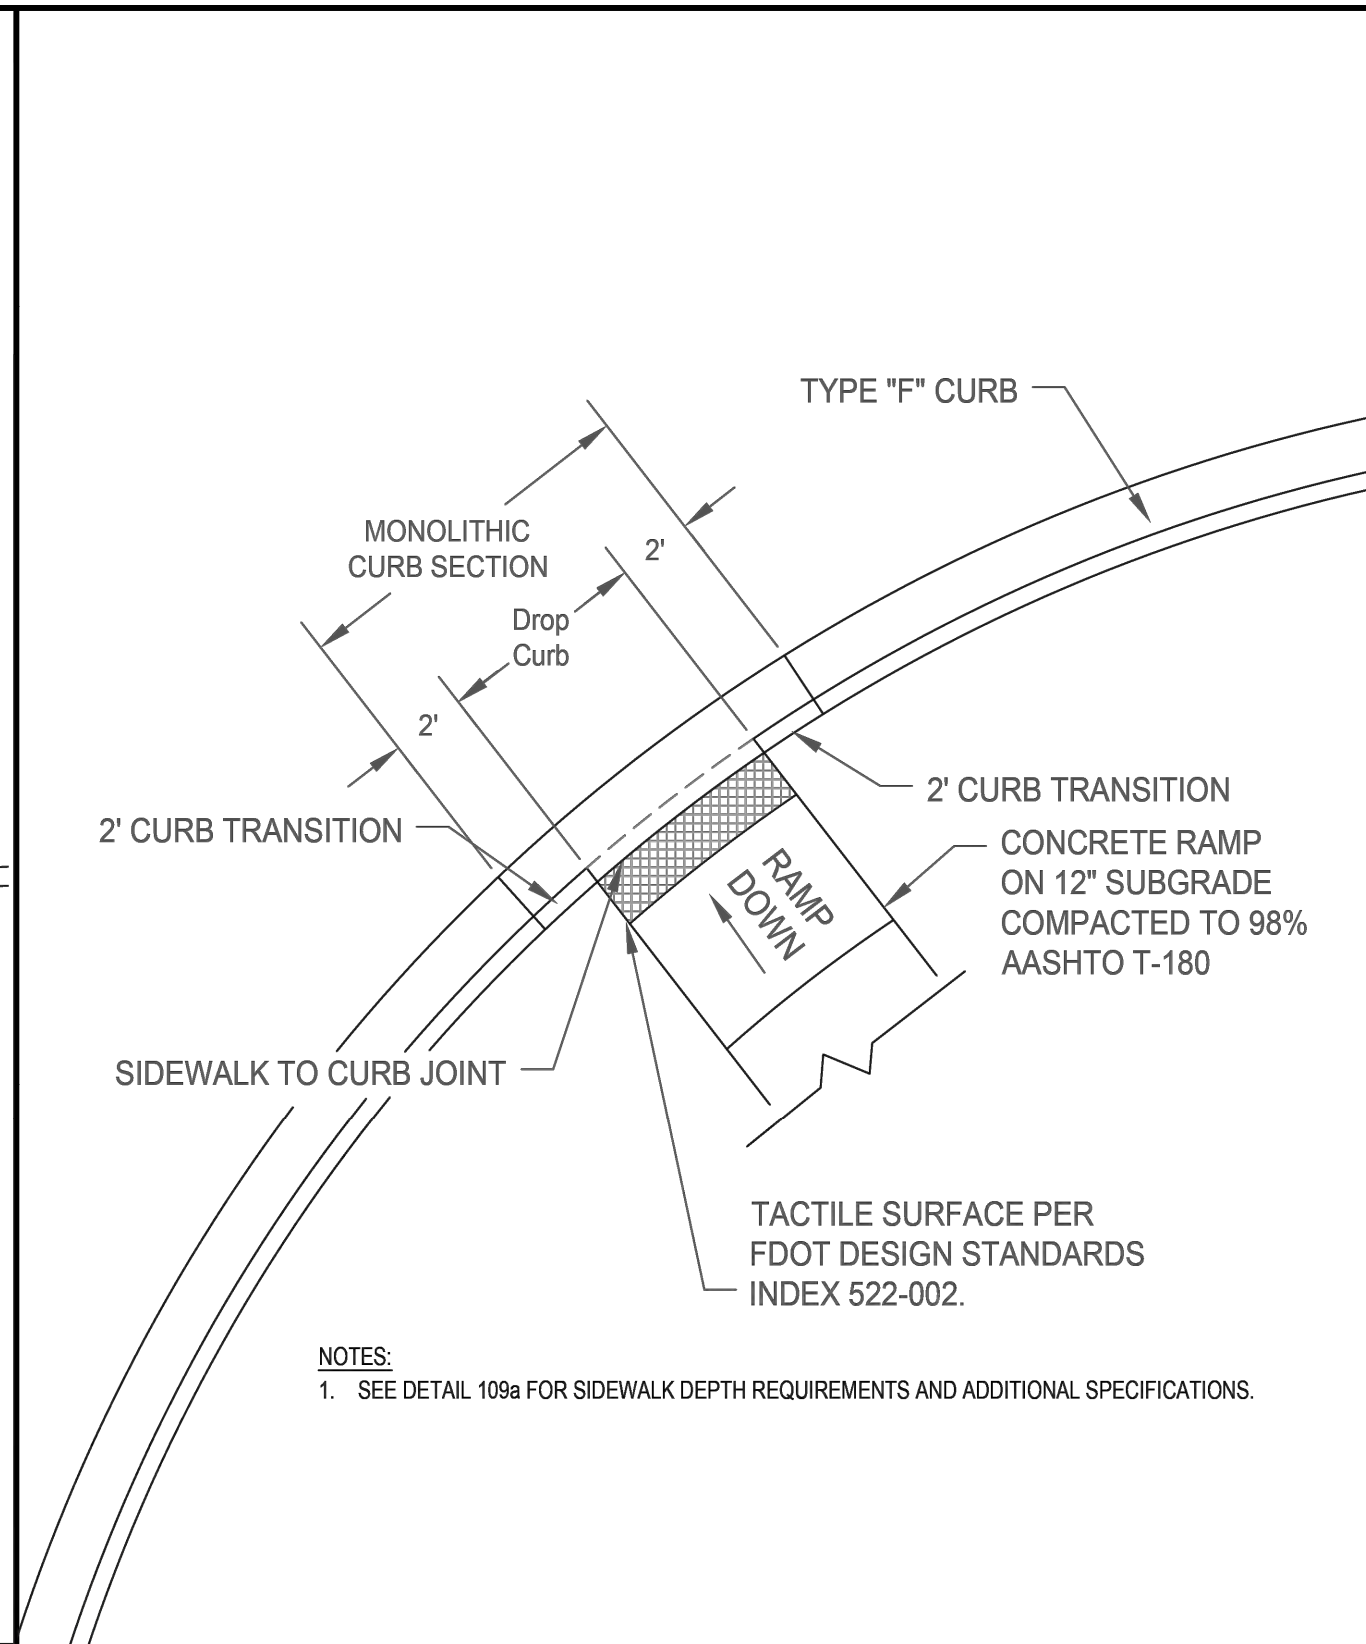 TYPE "F" CURB
MONOLITHIC
CURB SECTION
2'
Drop
Curb
2'
2' CURB TRANSITION
2' CURB TRANSITION
CONCRETE RAMP
ON 12" SUBGRADE
COMPACTED TO 98%
AASHTO T-180
RAMP
DOWN
SIDEWALK TO CURB JOINT
TACTILE SURFACE PER
FDOT DESIGN STANDARDS
INDEX 522-002.
NOTES:
1. SEE DETAIL 109a FOR SIDEWALK DEPTH REQUIREMENTS AND ADDITIONAL SPECIFICATIONS.